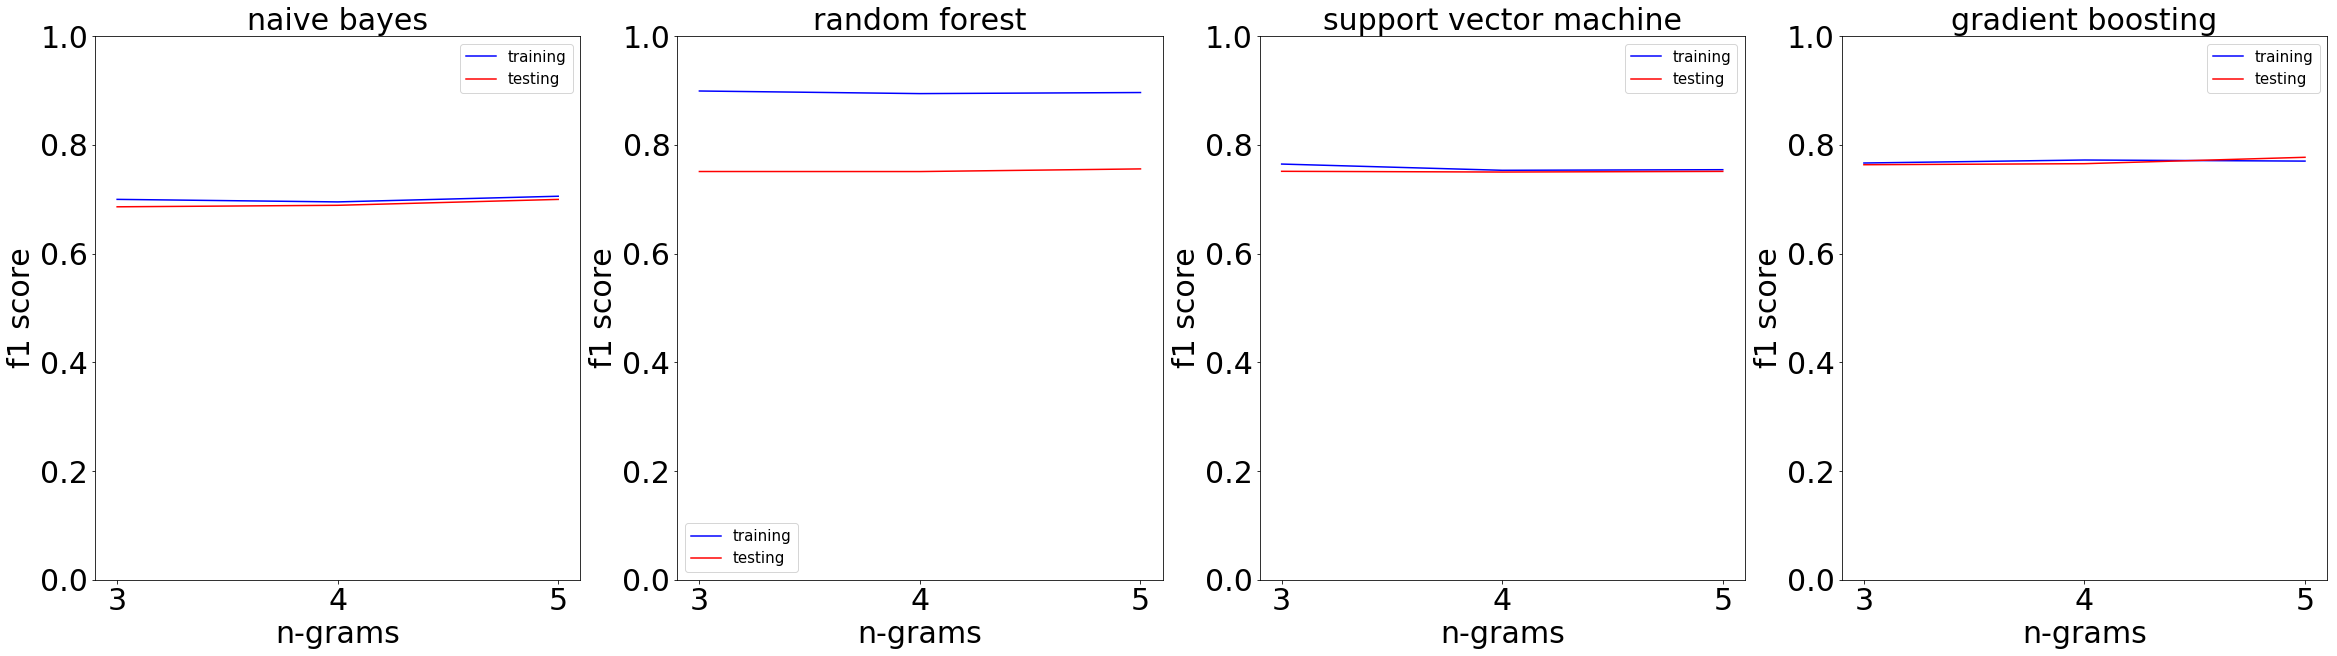 naive bayes
1.0
0.8
0.6
0.4
0.2
0.0
f1 score
3 4 5
n-grams
training
testing
random forest
1.0
0.8
0.6
0.4
0.2
0.0
f1 score
3 4 5
n-grams
training
testing
support vector machine
1.0
0.8
0.6
0.4
0.2
0.0
f1 score
3 4 5
n-grams
training
testing
gradient boosting
1.0
0.8
0.6
0.4
0.2
0.0
f1 score
3 4 5
n-grams
training
testing